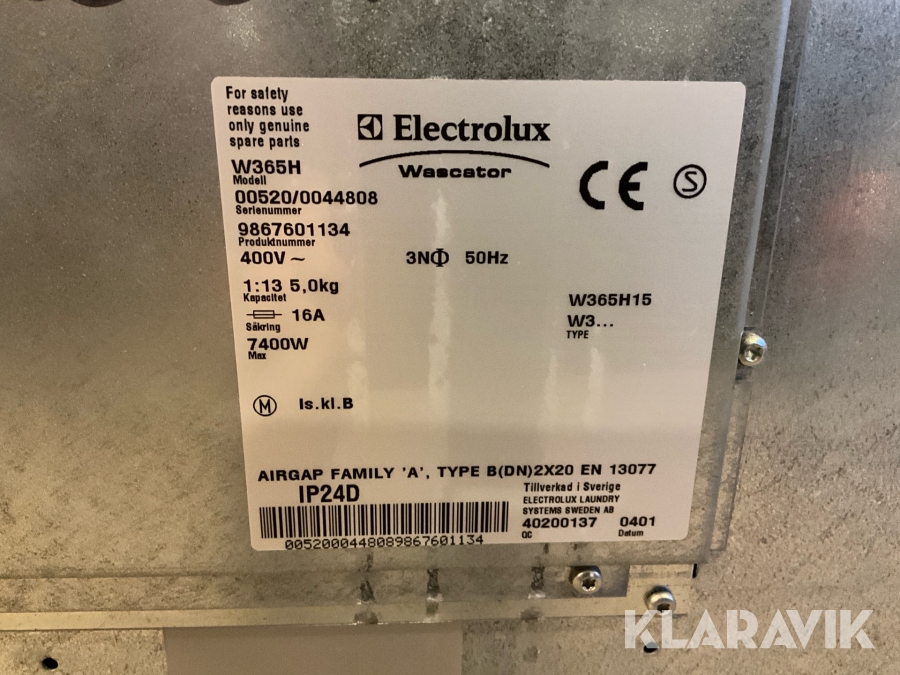 For safety
reasons use
only genuine
spare parts
Electrolux
Wascator
W365H
Modell
CE
S
00520/0044808
Serienummer
9867601134
Produktnummer
400V ~ 3NΦ 50Hz
1:13 5,0kg
Kapacitet
W365H15
16A
Säkring
W3...
TYPE
7400W
Max
M Is.kl.B
AIRGAP FAMILY 'A', TYPE B(DN)2X20 EN 13077
IP24D
Tillverkad i Sverige
ELECTROLUX LAUNDRY
SYSTEMS SWEDEN AB
40200137 0401
QC Datum
0052000448089867601134
KLARAVIK